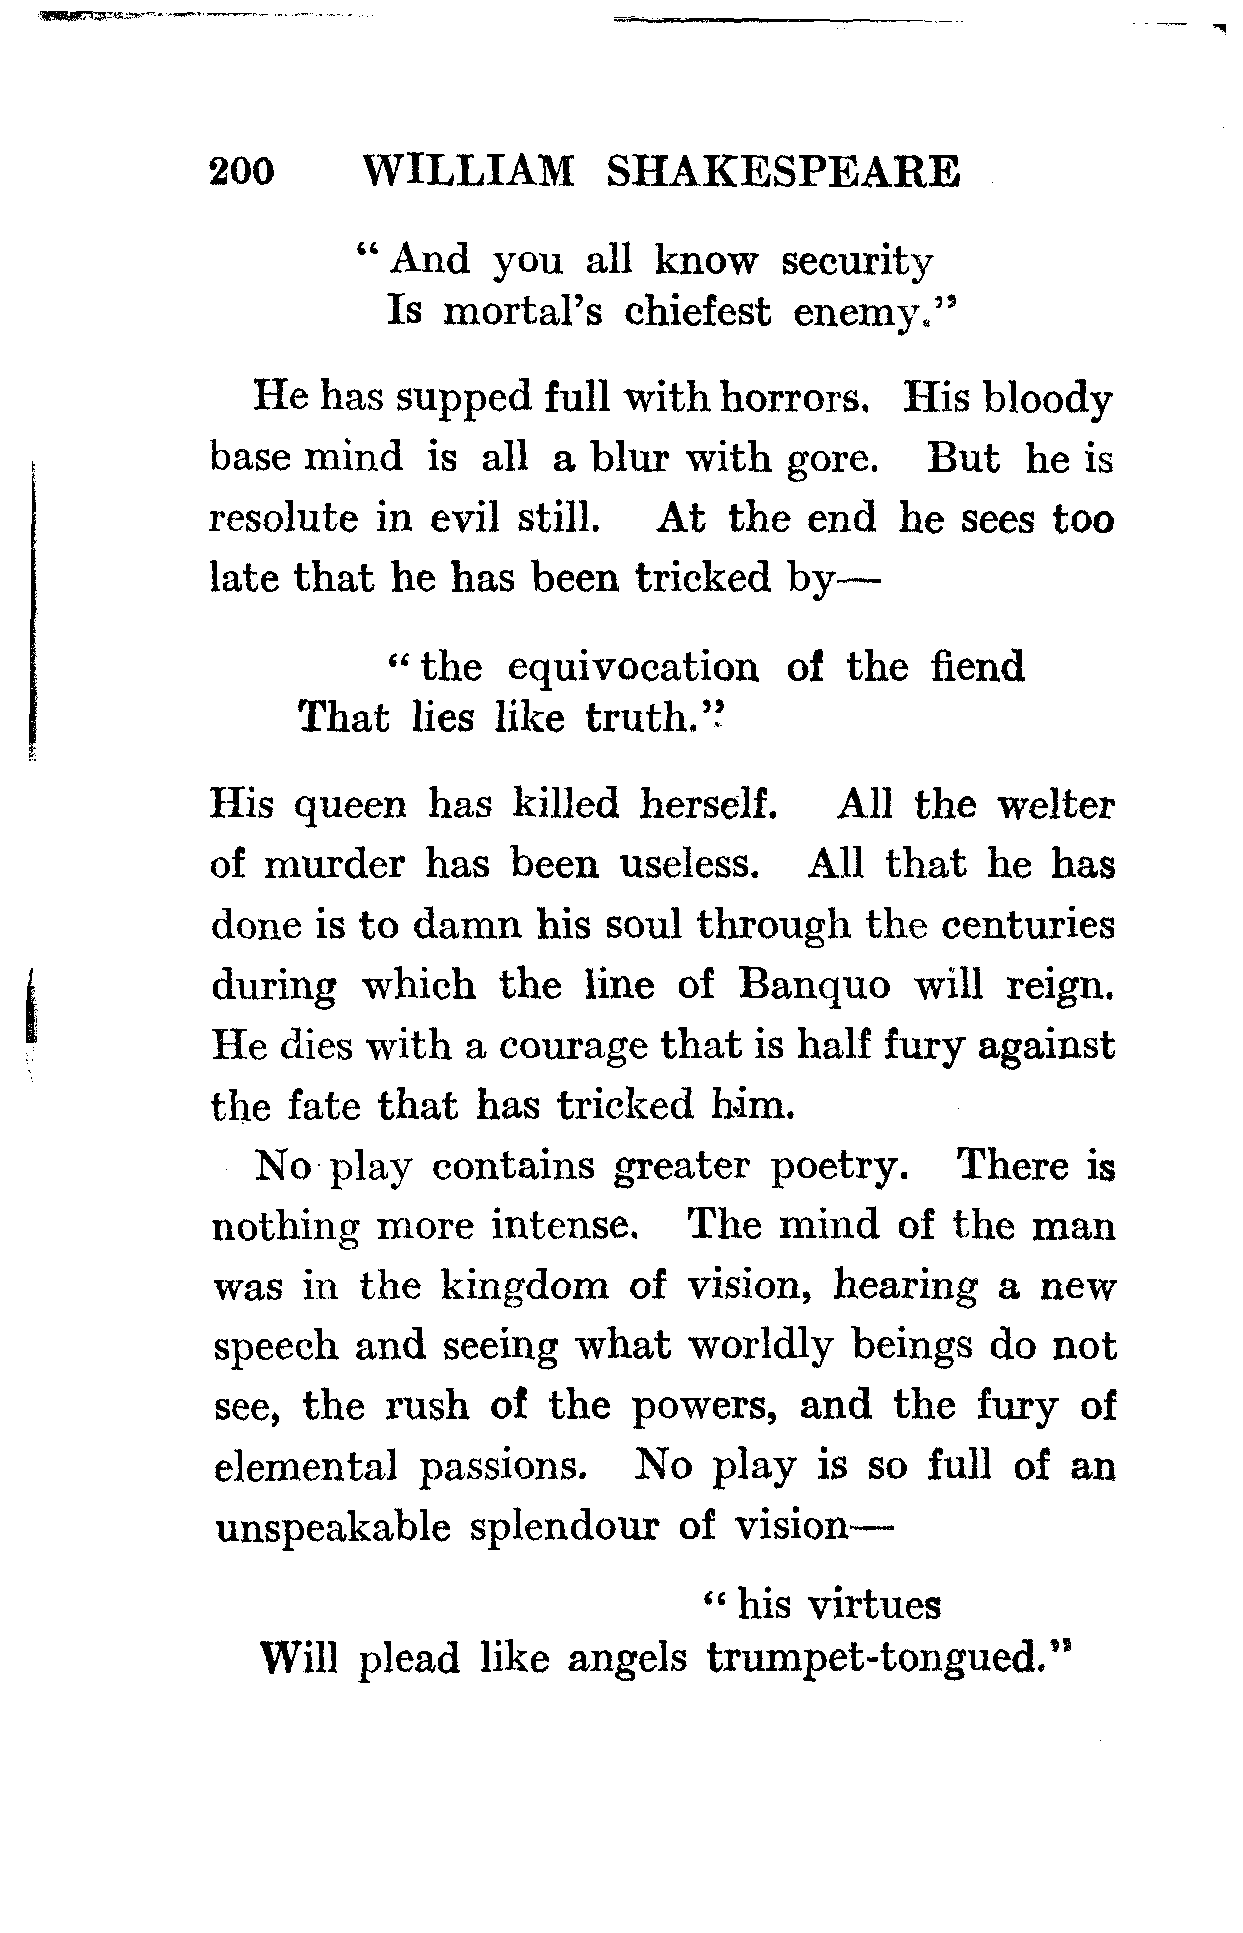 200 WILLIAM SHAKESPEARE
“ And you all know security
Is mortal’s chiefest enemy.”
He has supped full with horrors. His bloody
base mind is all a blur with gore. But he is
resolute in evil still. At the end he sees too
late that he has been tricked by—
“ the equivocation of the fiend
That lies like truth.”
His queen has killed herself. All the welter
of murder has been useless. All that he has
done is to damn his soul through the centuries
during which the line of Banquo will reign.
He dies with a courage that is half fury against
the fate that has tricked him.
No play contains greater poetry. There is
nothing more intense. The mind of the man
was in the kingdom of vision, hearing a new
speech and seeing what worldly beings do not
see, the rush of the powers, and the fury of
elemental passions. No play is so full of an
unspeakable splendour of vision—
“ his virtues
Will plead like angels trumpet-tongued.”